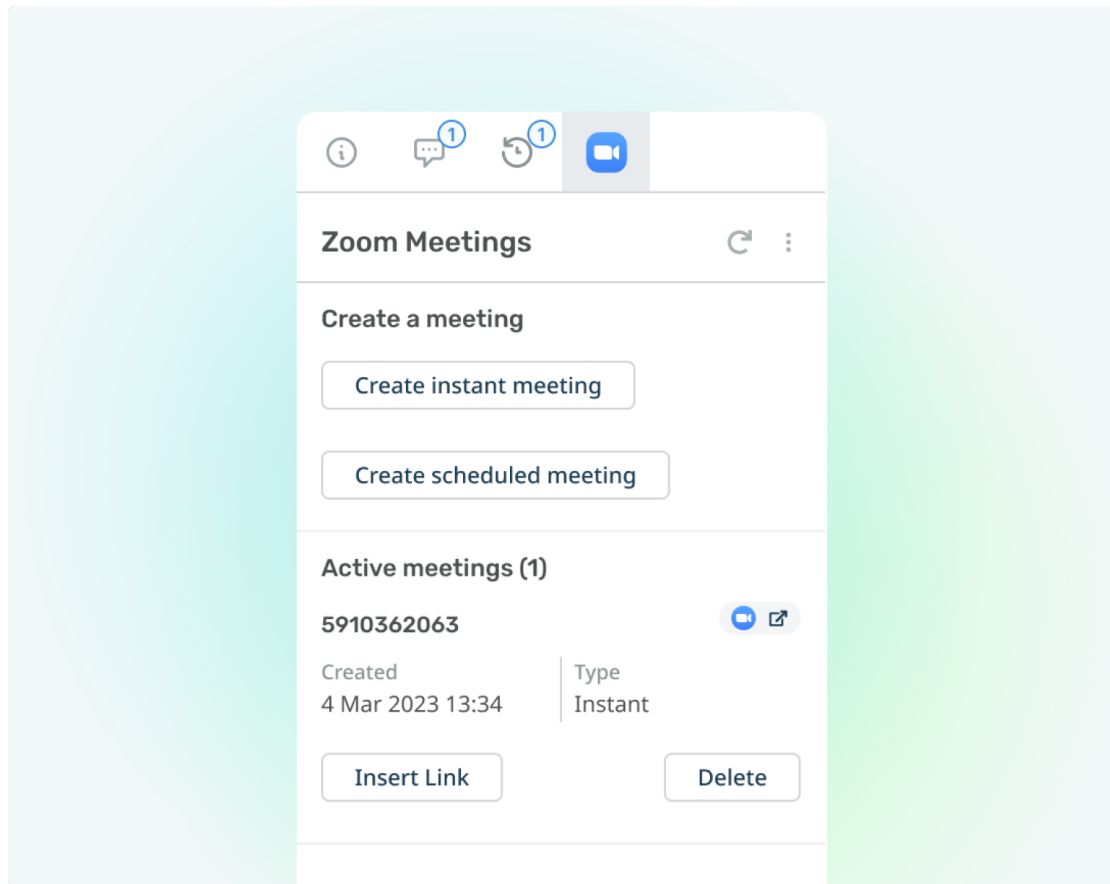 1
1
Zoom Meetings
Create a meeting
Create instant meeting
Create scheduled meeting
Active meetings (1)
5910362063
Created
Type
4 Mar 2023 13:34
Instant
Insert Link
Delete